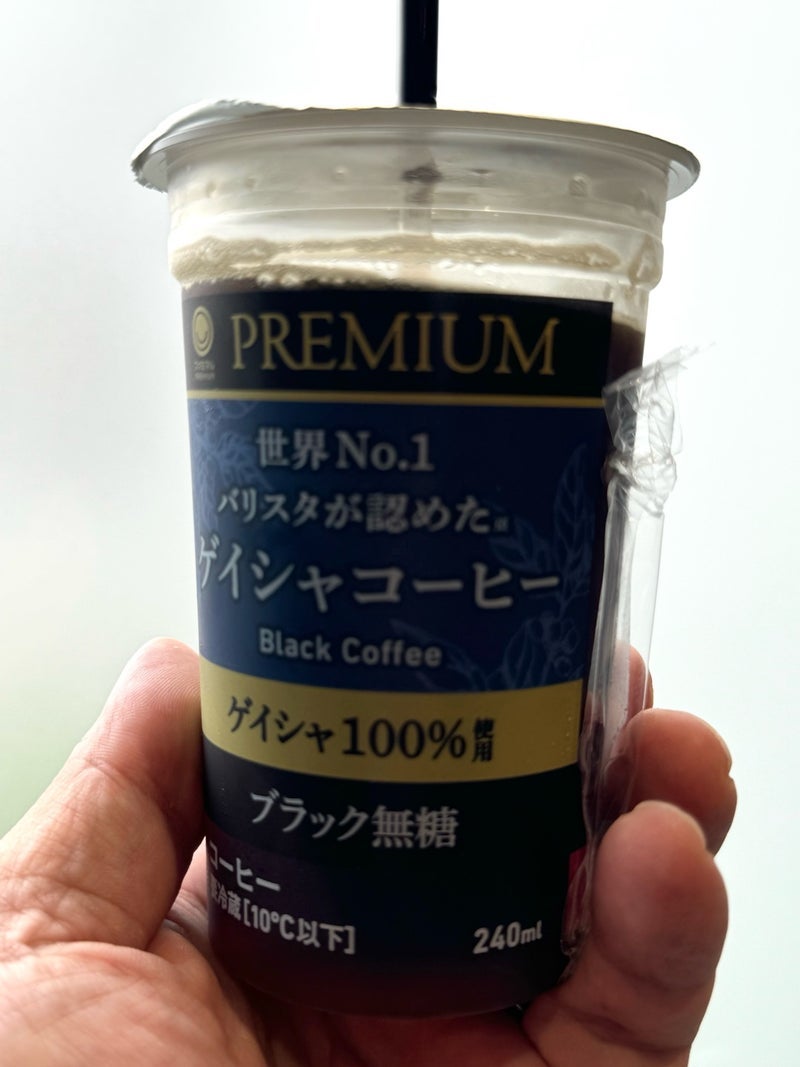 PREMIUM
世界No.1
バリスタが認めた※
ゲイシャコーヒー
Black Coffee
ゲイシャ100%使用
ブラック無糖
コーヒー
要冷蔵[10℃以下]
240ml